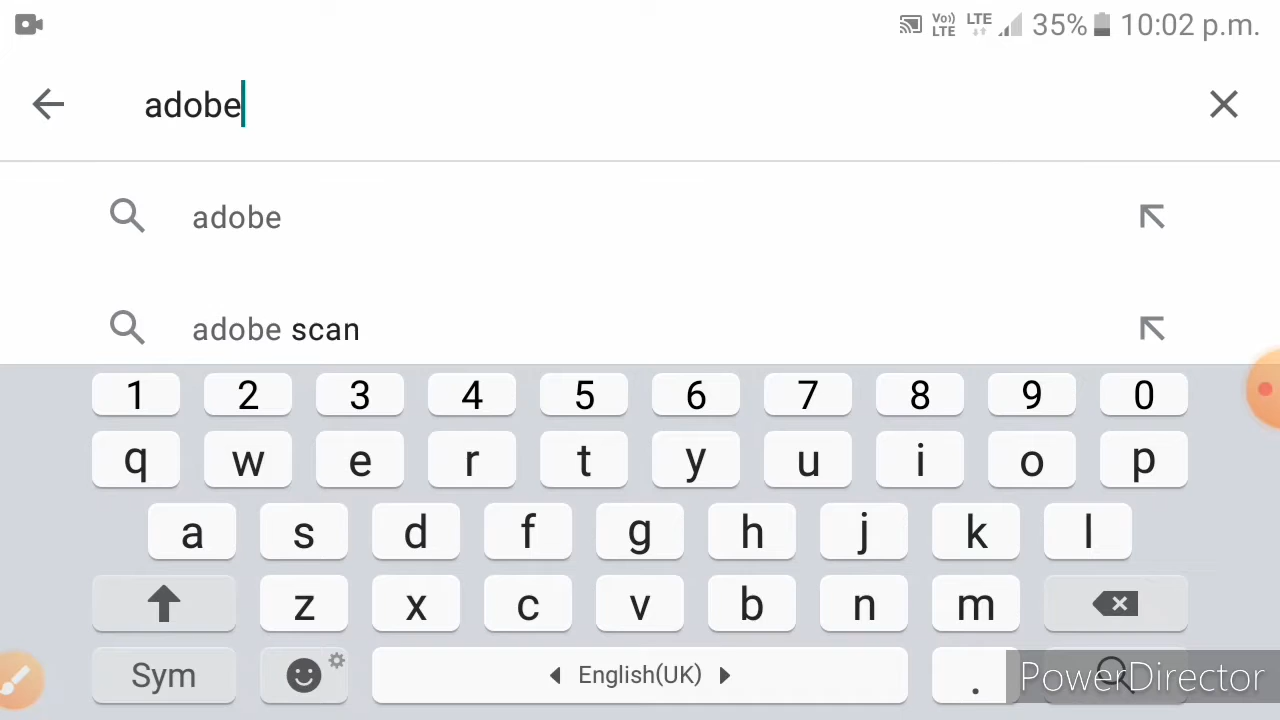 Vo)) LTE LTE 35% 10:02 p.m.
adobe
adobe
adobe scan
1 2 3 4 5 6 7 8 9 0
q w e r t y u i o p
a s d f g h j k l
z x c v b n m
Sym English(UK) .
PowerDirector